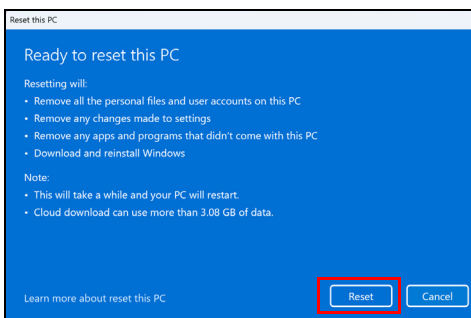 Reset this PC
Ready to reset this PC
Resetting will:
• Remove all the personal files and user accounts on this PC
• Remove any changes made to settings
• Remove any apps and programs that didn't come with this PC
• Download and reinstall Windows
Note:
• This will take a while and your PC will restart.
• Cloud download can use more than 3.08 GB of data.
Learn more about reset this PC
Reset
Cancel